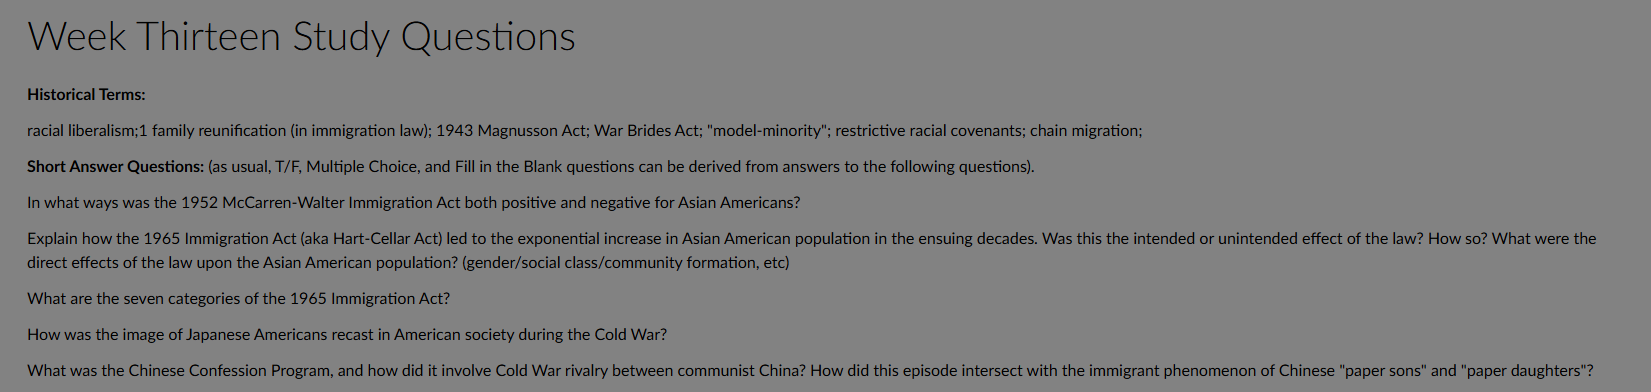 Week Thirteen Study Questions
Historical Terms:
racial liberalism;1 family reunification (in immigration law); 1943 Magnusson Act; War Brides Act; "model-minority"; restrictive racial covenants; chain migration;
Short Answer Questions: (as usual, T/F, Multiple Choice, and Fill in the Blank questions can be derived from answers to the following questions).
In what ways was the 1952 McCarren-Walter Immigration Act both positive and negative for Asian Americans?
Explain how the 1965 Immigration Act (aka Hart-Cellar Act) led to the exponential increase in Asian American population in the ensuing decades. Was this the intended or unintended effect of the law? How so? What were the
direct effects of the law upon the Asian American population? (gender/social class/community formation, etc)
What are the seven categories of the 1965 Immigration Act?
How was the image of Japanese Americans recast in American society during the Cold War?
What was the Chinese Confession Program, and how did it involve Cold War rivalry between communist China? How did this episode intersect with the immigrant phenomenon of Chinese "paper sons" and "paper daughters"?